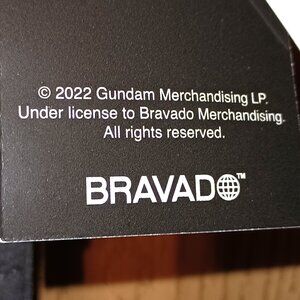 © 2022 Gundam Merchandising LP.
Under license to Bravado Merchandising.
All rights reserved.
BRAVADO™